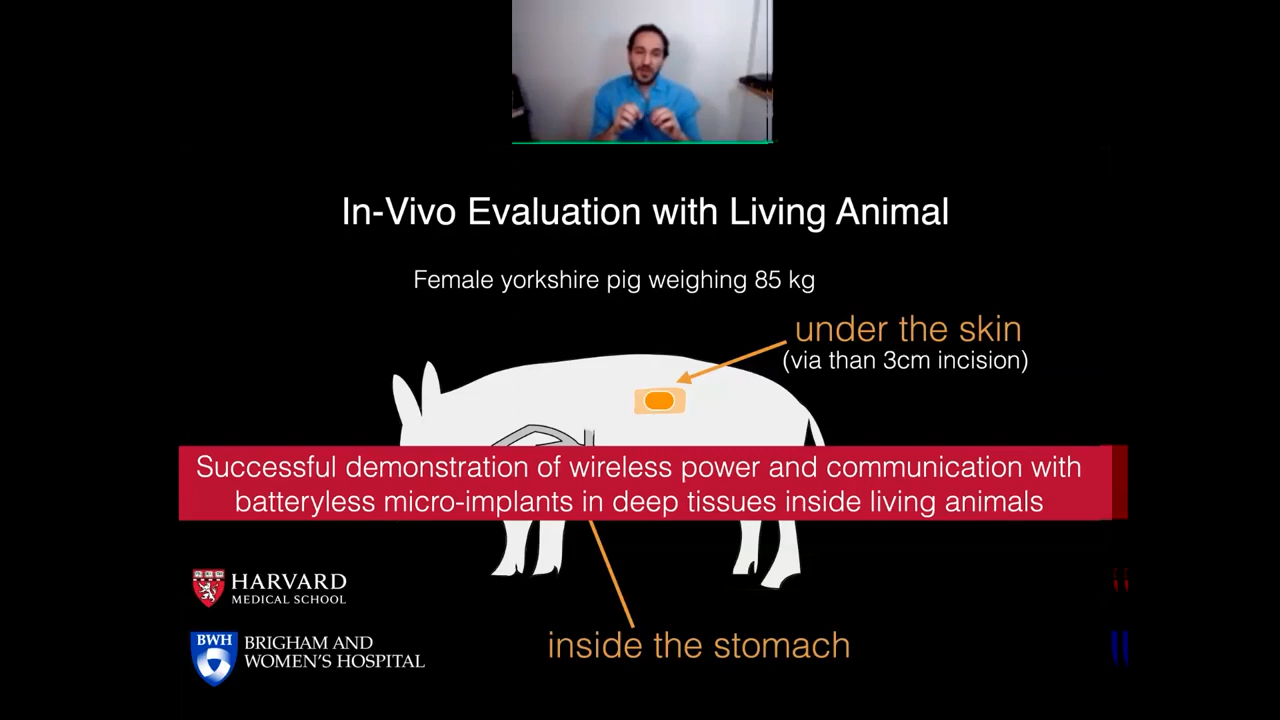 In-Vivo Evaluation with Living Animal
Female yorkshire pig weighing 85 kg
under the skin
(via than 3cm incision)
Successful demonstration of wireless power and communication with
batteryless micro-implants in deep tissues inside living animals
HARVARD
MEDICAL SCHOOL
BWH
BRIGHAM AND
WOMEN'S HOSPITAL
inside the stomach